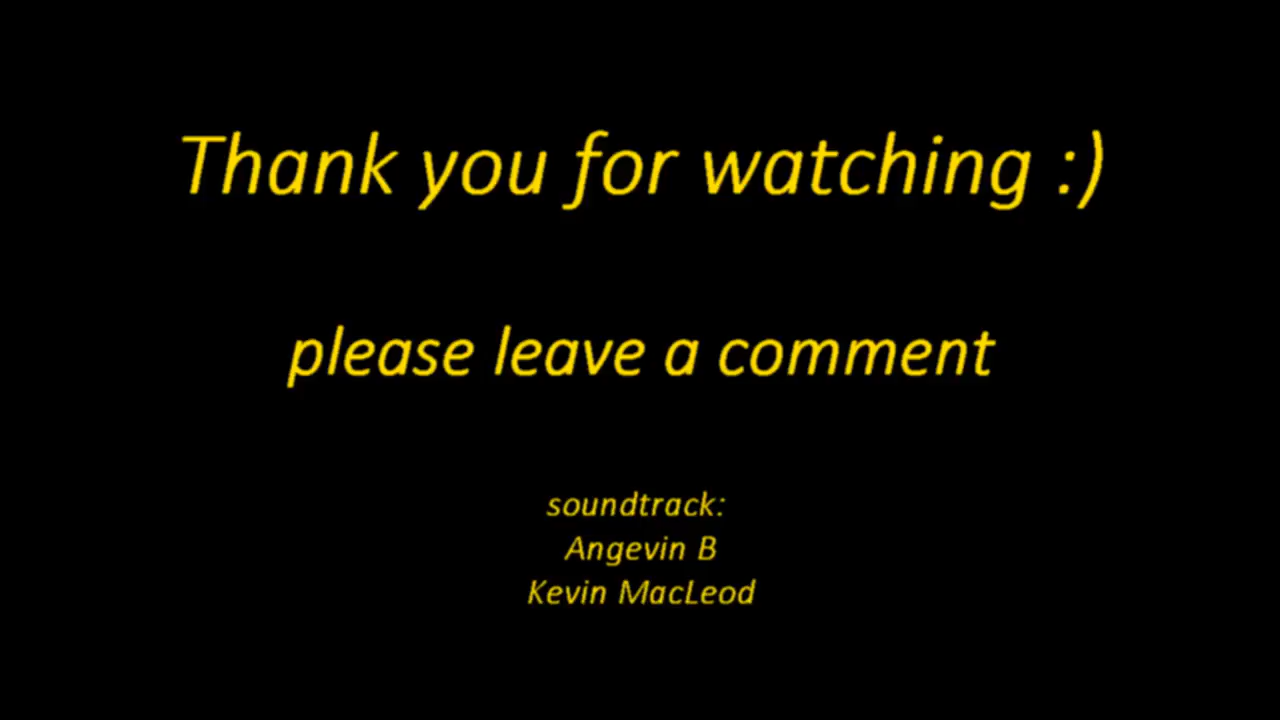 Thank you for watching :)
please leave a comment
soundtrack:
Angevin B
Kevin MacLeod